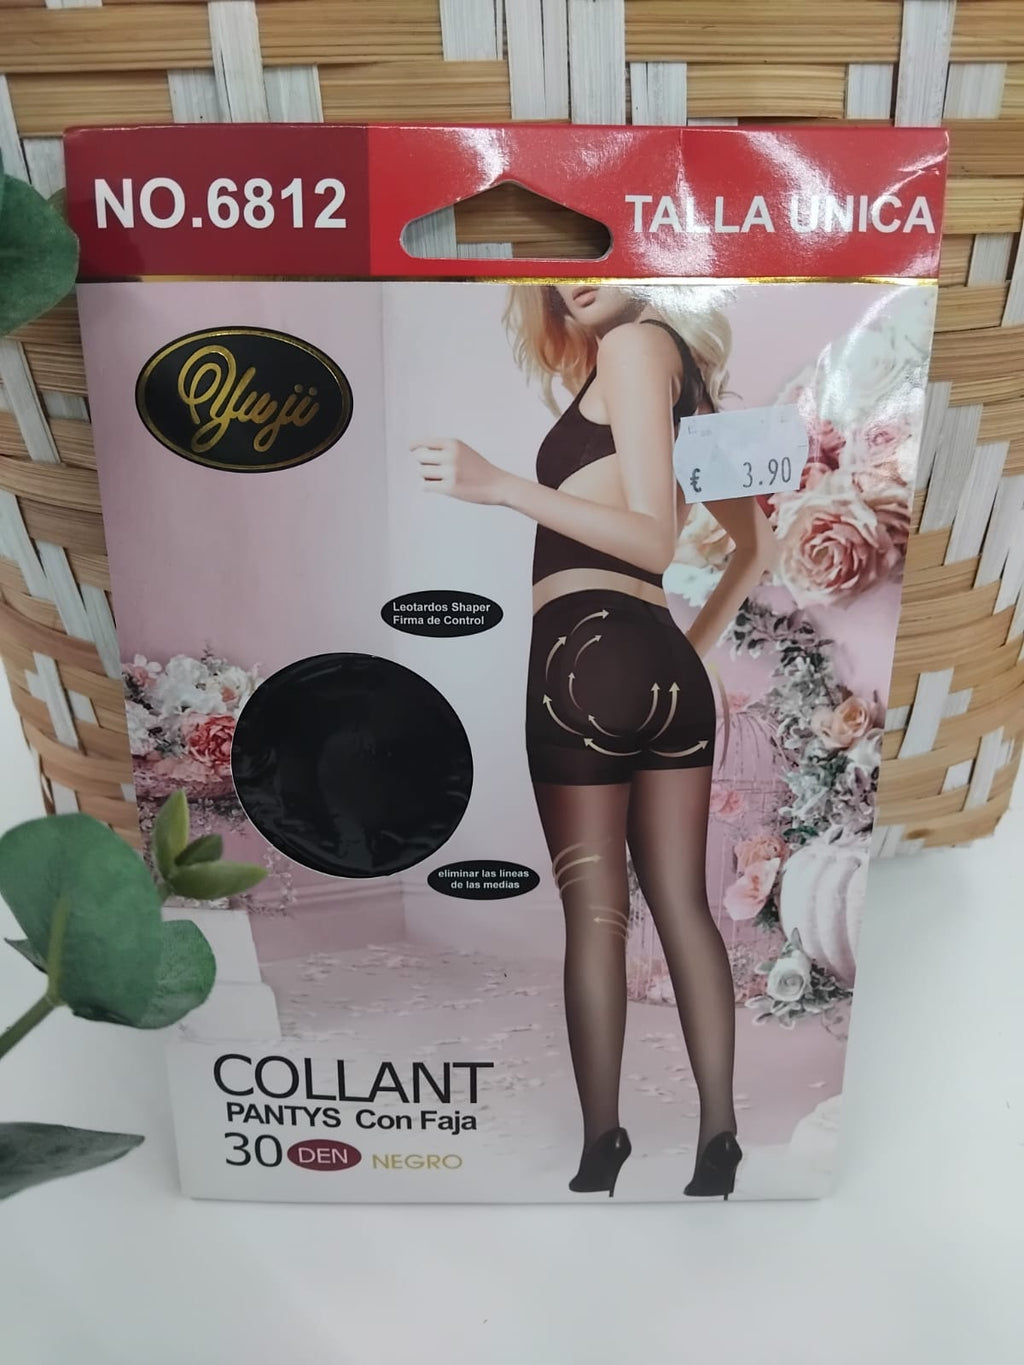 NO.6812
TALLA UNICA
Yuuji
€ 3.90
Leotardos Shaper
Firma de Control
eliminar las líneas
de las medias
COLLANT
PANTYS Con Faja
30 DEN NEGRO